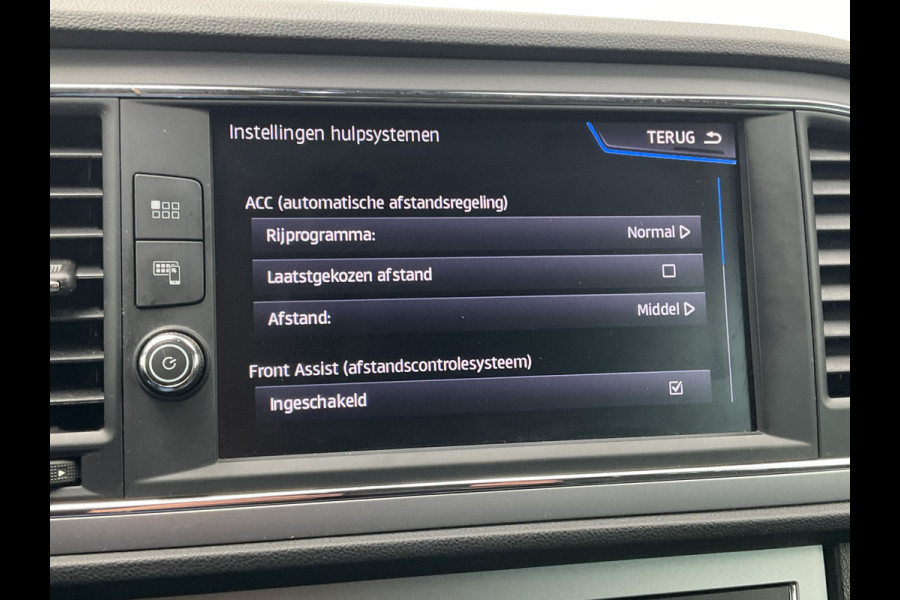 Instellingen hulpsystemen
TERUG
ACC (automatische afstandsregeling)
Rijprogramma: Normal
Laatstgekozen afstand
Afstand: Middel
Front Assist (afstandscontrolesysteem)
Ingeschakeld